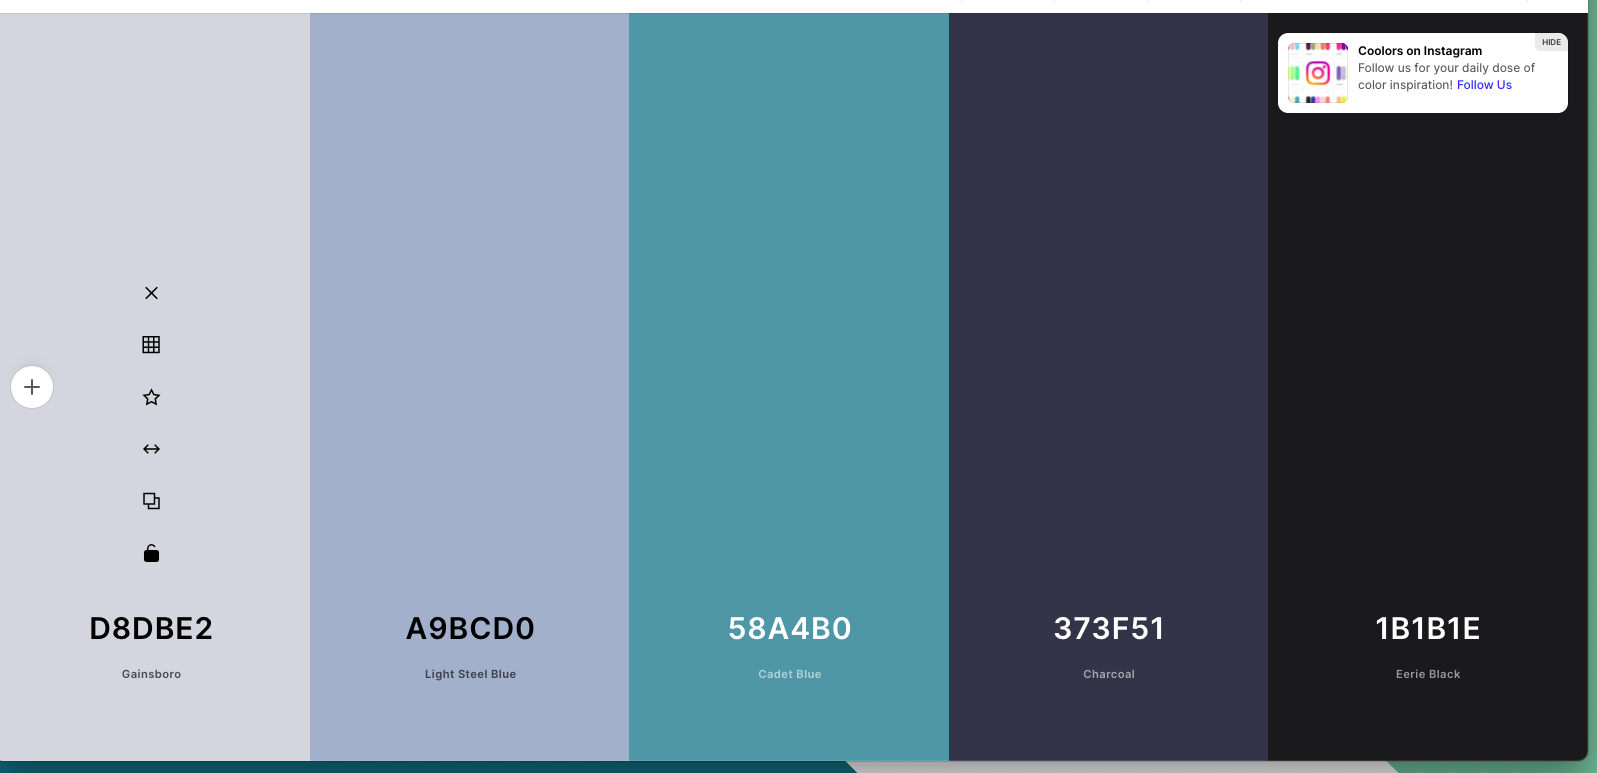 HIDE
Coolors on Instagram
Follow us for your daily dose of
color inspiration! Follow Us
D8DBE2
Gainsboro
A9BCD0
Light Steel Blue
58A4B0
Cadet Blue
373F51
Charcoal
1B1B1E
Eerie Black